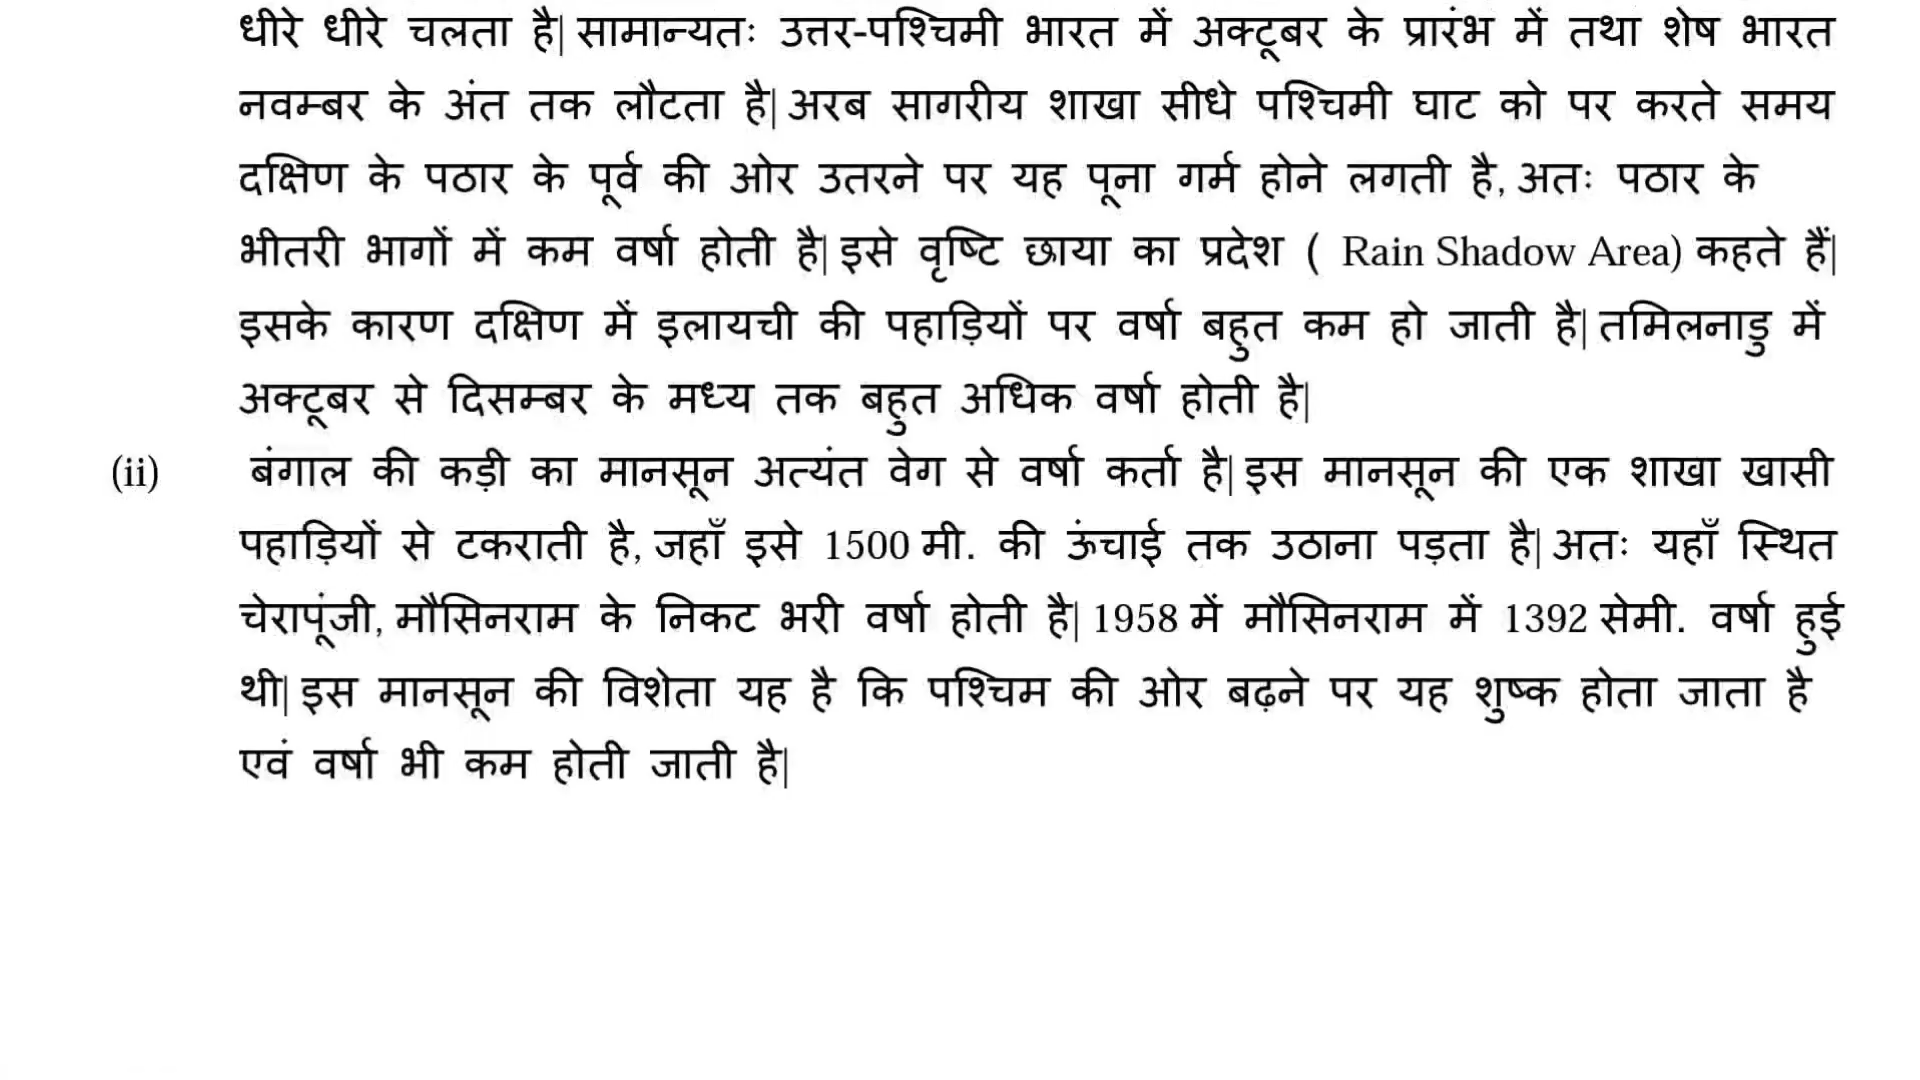 धीरे धीरे चलता है| सामान्यतः उत्तर-पश्चिमी भारत में अक्टूबर के प्रारंभ में तथा शेष भारत
नवम्बर के अंत तक लौटता है| अरब सागरीय शाखा सीधे पश्चिमी घाट को पर करते समय
दक्षिण के पठार के पूर्व की ओर उतरने पर यह पूना गर्म होने लगती है, अतः पठार के
भीतरी भागों में कम वर्षा होती है| इसे वृष्टि छाया का प्रदेश ( Rain Shadow Area) कहते हैं|
इसके कारण दक्षिण में इलायची की पहाड़ियों पर वर्षा बहुत कम हो जाती है| तमिलनाडु में
अक्टूबर से दिसम्बर के मध्य तक बहुत अधिक वर्षा होती है|
(ii) बंगाल की कड़ी का मानसून अत्यंत वेग से वर्षा कर्ता है| इस मानसून की एक शाखा खासी
पहाड़ियों से टकराती है, जहाँ इसे 1500 मी. की ऊंचाई तक उठाना पड़ता है| अतः यहाँ स्थित
चेरापूंजी, मौसिनराम के निकट भरी वर्षा होती है| 1958 में मौसिनराम में 1392 सेमी. वर्षा हुई
थी| इस मानसून की विशेता यह है कि पश्चिम की ओर बढ़ने पर यह शुष्क होता जाता है
एवं वर्षा भी कम होती जाती है|